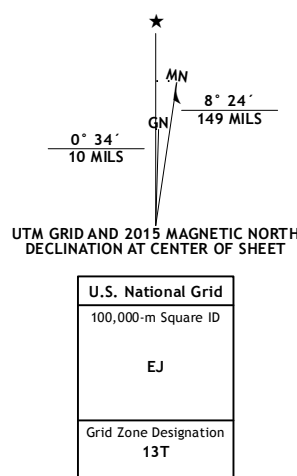 ★
MN
GN
8° 24´
149 MILS
0° 34´
10 MILS
UTM GRID AND 2015 MAGNETIC NORTH
DECLINATION AT CENTER OF SHEET
U.S. National Grid
100,000-m Square ID
EJ
Grid Zone Designation
13T